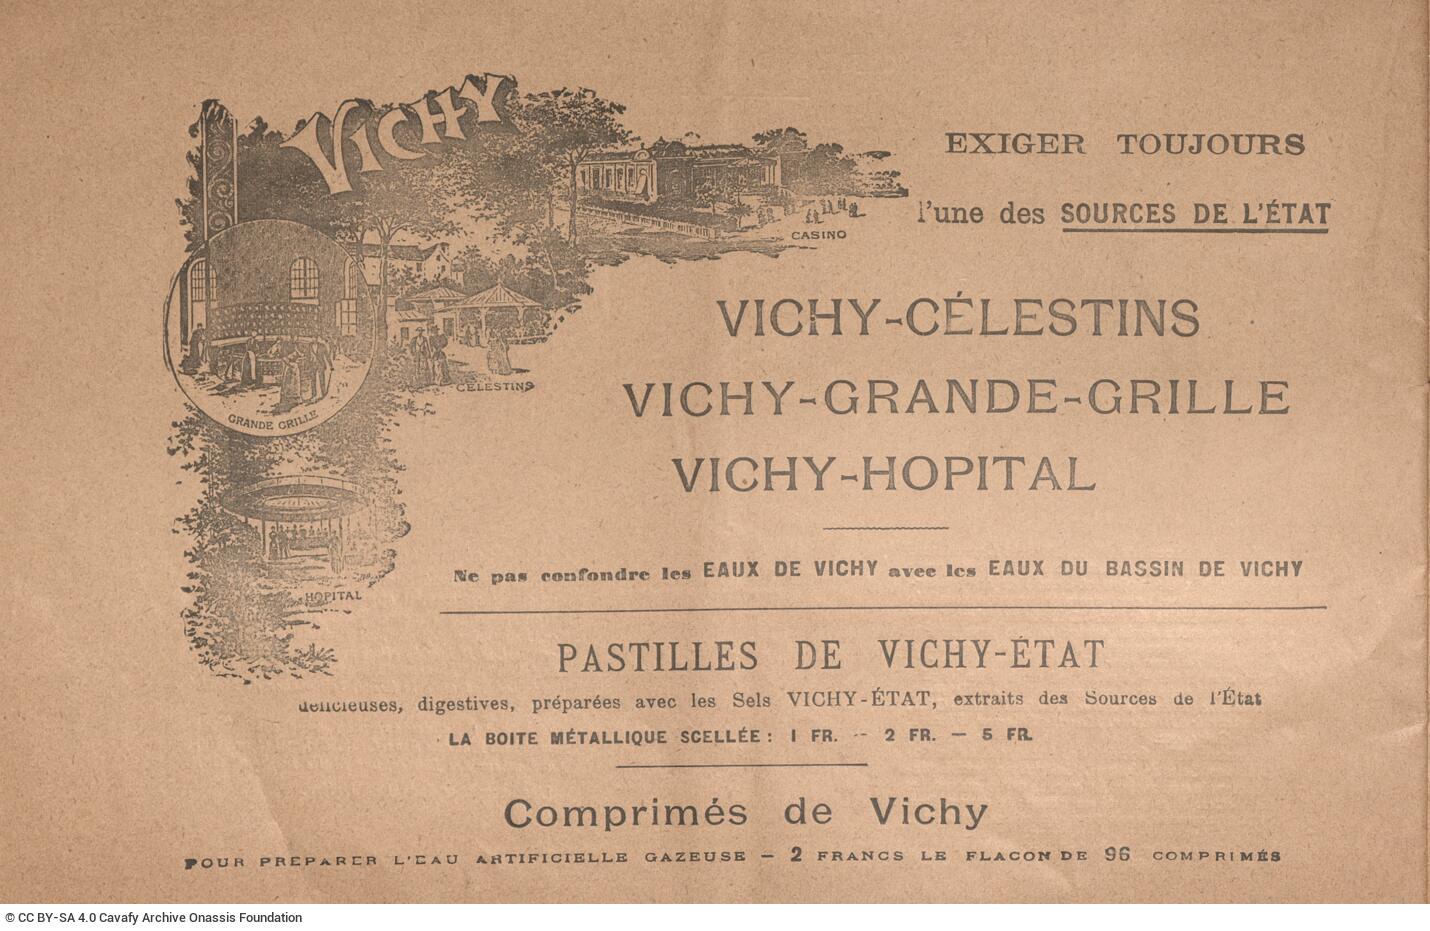 VICHY
CASINO
CÉLESTINS
GRANDE GRILLE
HOPITAL
EXIGER TOUJOURS
l'une des SOURCES DE L'ÉTAT
VICHY-CÉLESTINS
VICHY-GRANDE-GRILLE
VICHY-HOPITAL
Ne pas confondre les EAUX DE VICHY avec les EAUX DU BASSIN DE VICHY
PASTILLES DE VICHY-ÉTAT
délicieuses, digestives, préparées avec les Sels VICHY-ÉTAT, extraits des Sources de l'État
LA BOITE MÉTALLIQUE SCELLÉE: 1 FR. -- 2 FR. — 5 FR.
Comprimés de Vichy
POUR PREPARER L'EAU ARTIFICIELLE GAZEUSE — 2 FRANCS LE FLACON DE 96 COMPRIMÉS
© CC BY-SA 4.0 Cavafy Archive Onassis Foundation